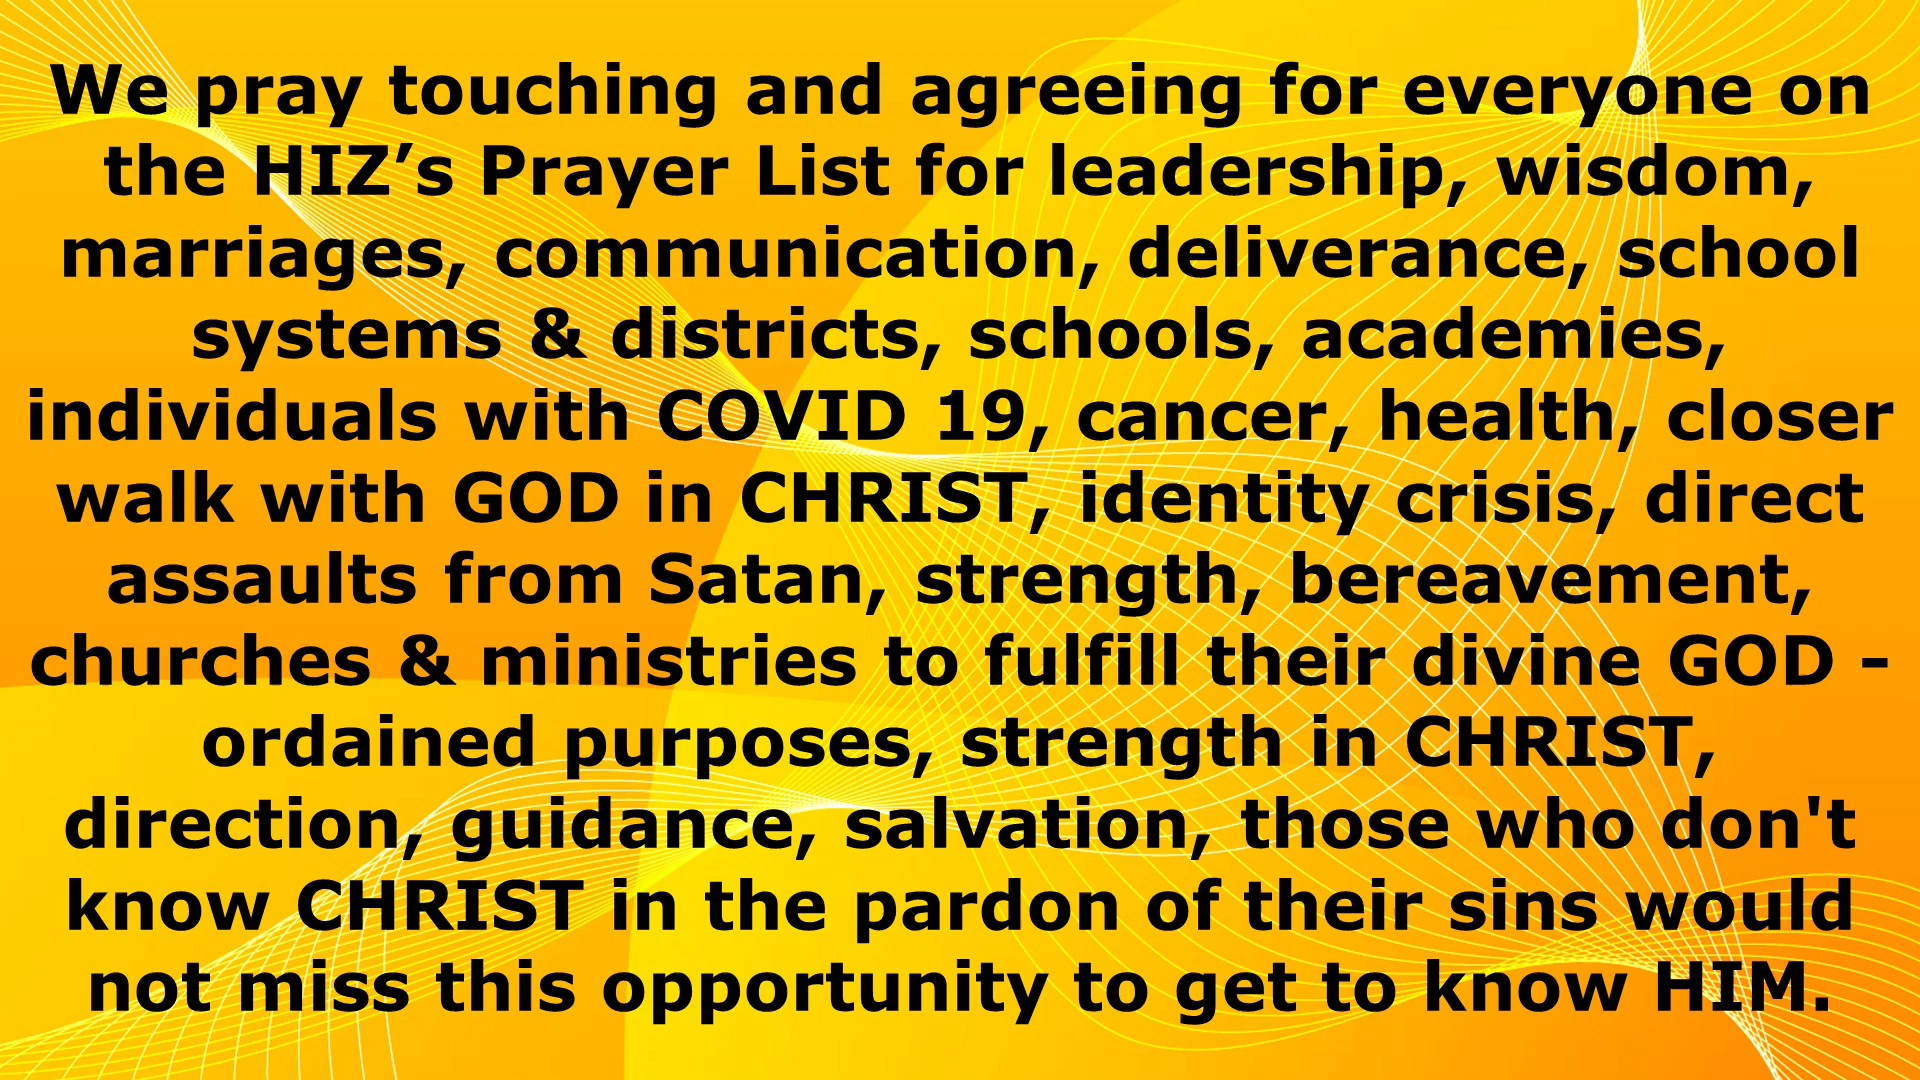 We pray touching and agreeing for everyone on
the HIZ’s Prayer List for leadership, wisdom,
marriages, communication, deliverance, school
systems & districts, schools, academies,
individuals with COVID 19, cancer, health, closer
walk with GOD in CHRIST, identity crisis, direct
assaults from Satan, strength, bereavement,
churches & ministries to fulfill their divine GOD -
ordained purposes, strength in CHRIST,
direction, guidance, salvation, those who don't
know CHRIST in the pardon of their sins would
not miss this opportunity to get to know HIM.